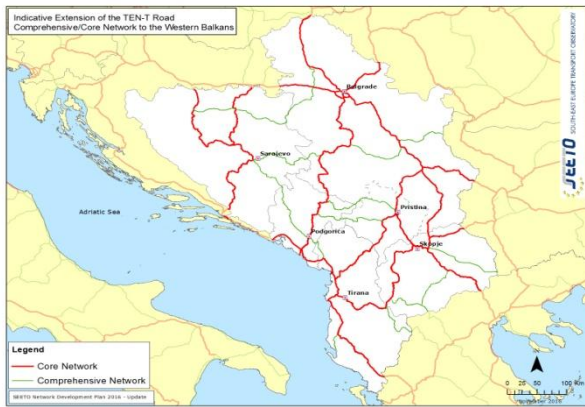 Indicative Extension of the TEN-T Road
Comprehensive/Core Network to the Western Balkans
SEETO
SOUTH-EAST EUROPE TRANSPORT OBSERVATORY
Belgrade
Sarajevo
Adriatic Sea
Pristina
Podgorica
Skopje
Tirana
Legend
Core Network
Comprehensive Network
SEETO Network Development Plan 2016 - Update
0 25 50 100 Km